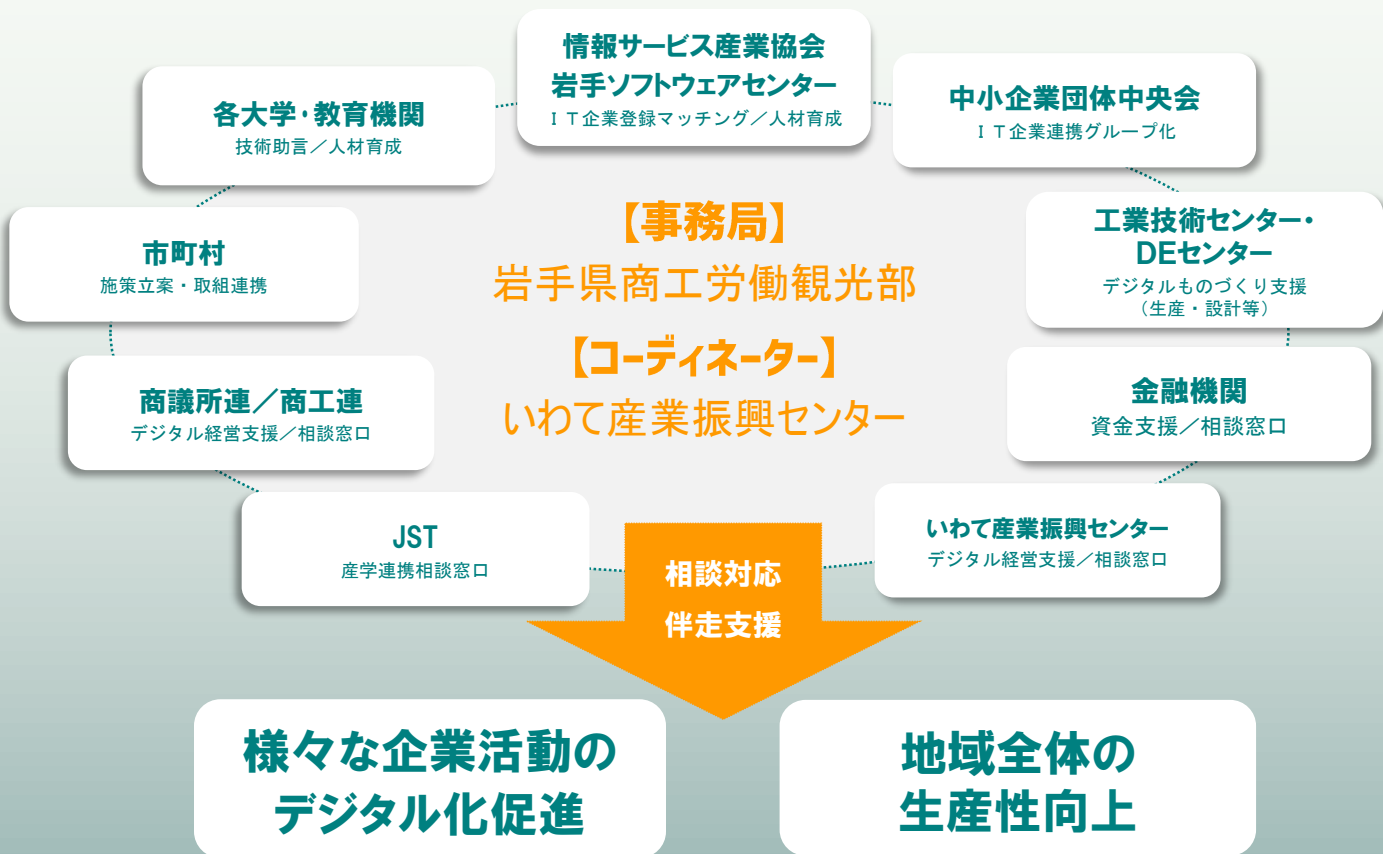 情報サービス産業協会
岩手ソフトウェアセンター
ＩＴ企業登録マッチング／人材育成
各大学・教育機関
技術助言／人材育成
中小企業団体中央会
ＩＴ企業連携グループ化
市町村
施策立案・取組連携
【事務局】
岩手県商工労働観光部
【コーディネーター】
いわて産業振興センター
工業技術センター・
DEセンター
デジタルものづくり支援
（生産・設計等）
商議所連／商工連
デジタル経営支援／相談窓口
金融機関
資金支援／相談窓口
JST
産学連携相談窓口
いわて産業振興センター
デジタル経営支援／相談窓口
相談対応
伴走支援
様々な企業活動の
デジタル化促進
地域全体の
生産性向上